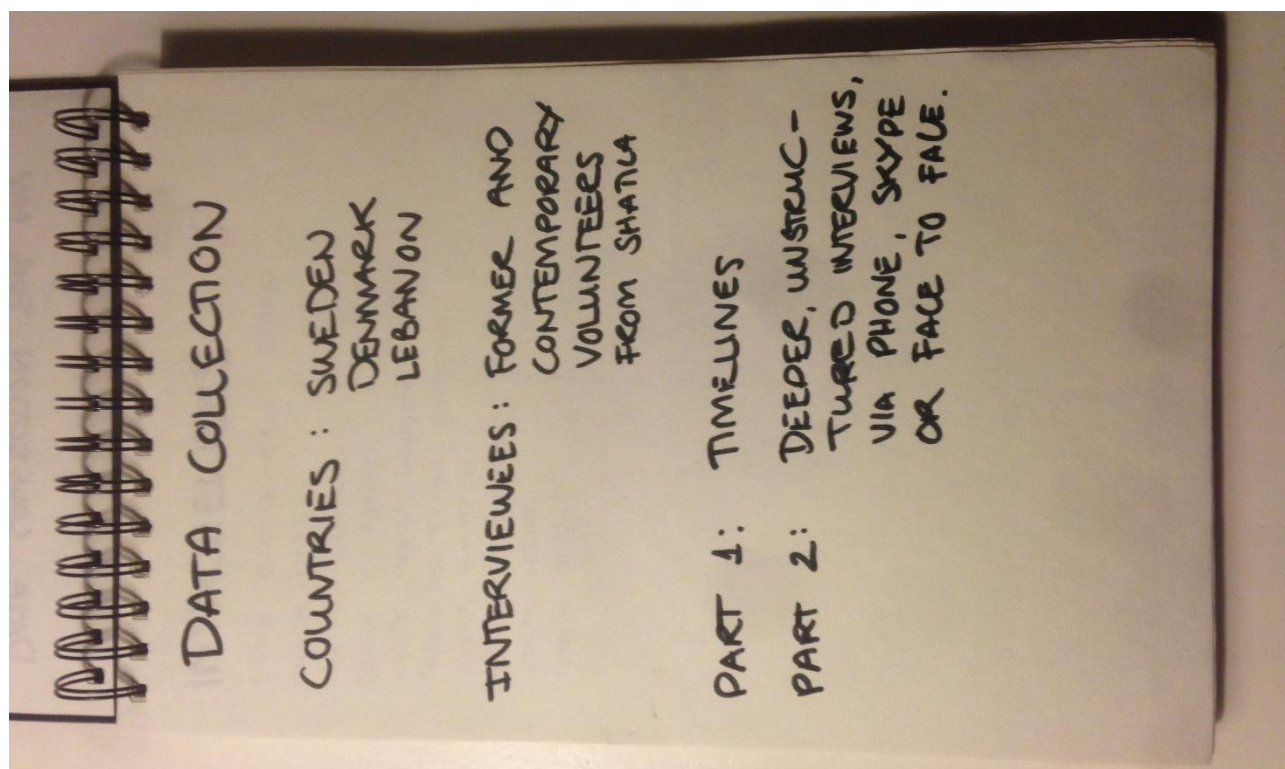 DATA COLLECTION
COUNTRIES: SWEDEN
DENMARK
LEBANON
INTERVIEWEES: FORMER AND
CONTEMPORARY
VOLUNTEERS
FROM SHATILA
PART 1: TIMELINES
PART 2: DEEPER, UNSTRUC-
TURED INTERVIEWS,
VIA PHONE, SKYPE
OR FACE TO FACE.